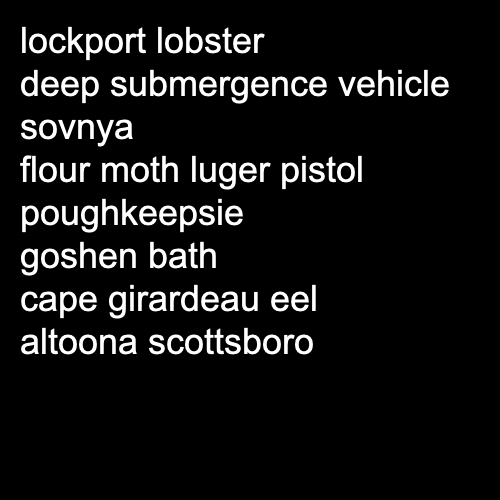 lockport lobster
deep submergence vehicle
sovnya
flour moth luger pistol
poughkeepsie
goshen bath
cape girardeau eel
altoona scottsboro